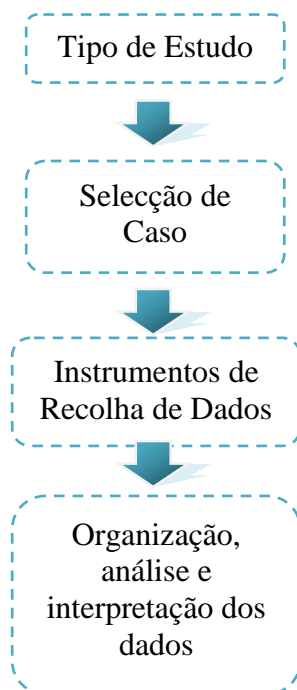 Tipo de Estudo
Selecção de
Caso
Instrumentos de
Recolha de Dados
Organização,
análise e
interpretação dos
dados